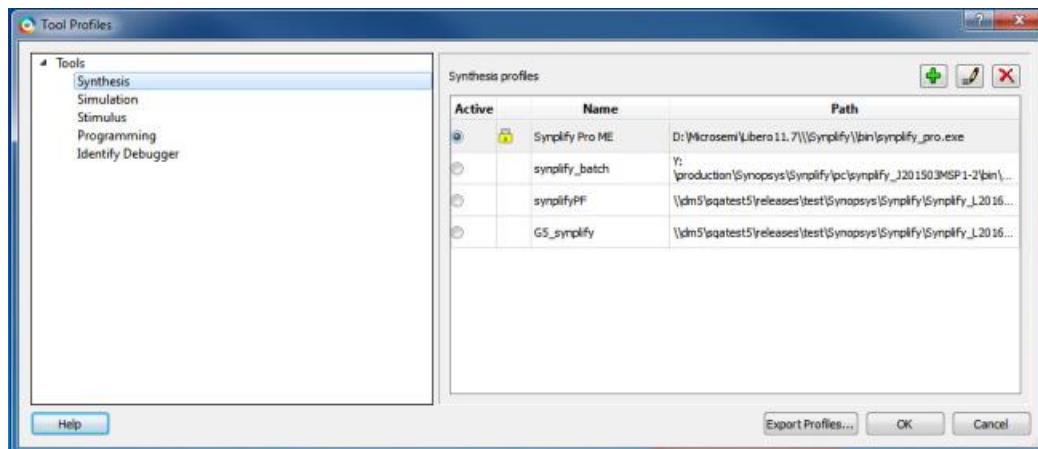 Tool Profiles
Tools
Synthesis
Simulation
Stimulus
Programming
Identify Debugger
Synthesis profiles
Active Name Path
Synplify Pro ME D:\Microsemi\Libero11.7\\\Synplify\\bin\synplify_pro.exe
synplify_batch Y:
\production\Synopsys\Synplify\pc\synplify_J201503MSP1-2\bin\...
synplifyPF \\dm5\sqatest5\releases\test\Synopsys\Synplify\Synplify_L2016...
G5_synplify \\dm5\sqatest5\releases\test\Synopsys\Synplify\Synplify_L2016...
Help Export Profiles... OK Cancel